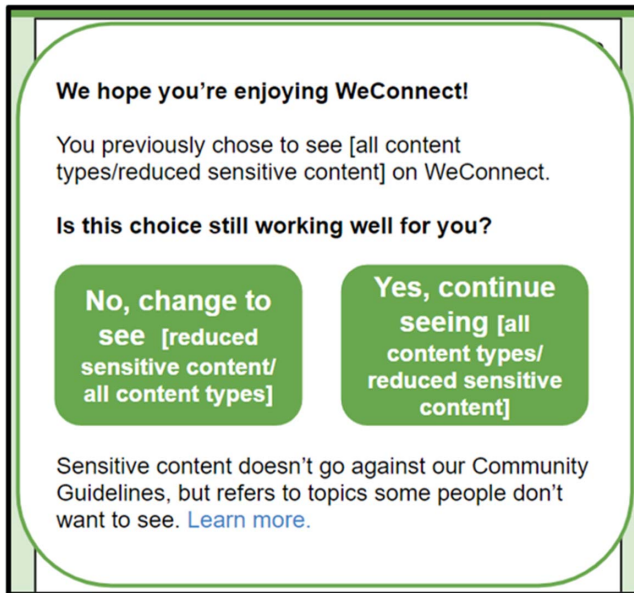 We hope you're enjoying WeConnect!
You previously chose to see [all content
types/reduced sensitive content] on WeConnect.
Is this choice still working well for you?
No, change to
see [reduced
sensitive content/
all content types]
Yes, continue
seeing [all
content types/
reduced sensitive
content]
Sensitive content doesn't go against our Community
Guidelines, but refers to topics some people don't
want to see. Learn more.